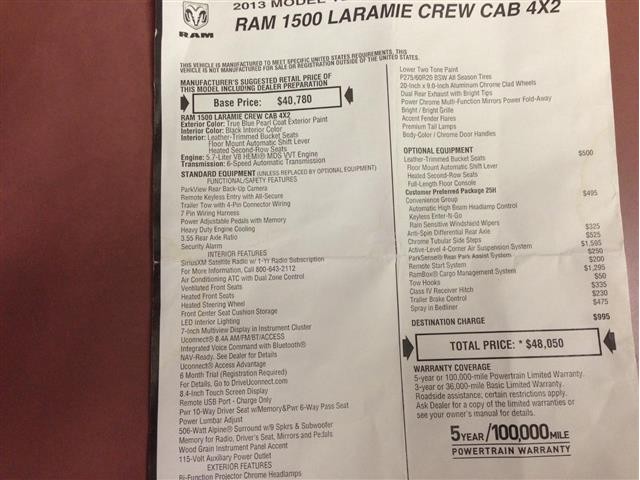 2013 MODEL
RAM 1500 LARAMIE CREW CAB 4X2
RAM
THIS VEHICLE IS MANUFACTURED TO MEET SPECIFIC UNITED STATES REQUIREMENTS. THIS
VEHICLE IS NOT MANUFACTURED FOR SALE OR REGISTRATION OUTSIDE OF THE UNITED STATES.
MANUFACTURER'S SUGGESTED RETAIL PRICE OF
THIS MODEL INCLUDING DEALER PREPARATION
Base Price: $40,780
RAM 1500 LARAMIE CREW CAB 4X2
Exterior Color: True Blue Pearl Coat Exterior Paint
Interior Color: Black Interior Color
Interior: Leather-Trimmed Bucket Seats
Floor Mount Automatic Shift Lever
Heated Second-Row Seats
Engine: 5.7-Liter V8 HEMI® MDS VVT Engine
Transmission: 6-Speed Automatic Transmission
STANDARD EQUIPMENT (UNLESS REPLACED BY OPTIONAL EQUIPMENT)
FUNCTIONAL/SAFETY FEATURES
ParkView Rear Back-Up Camera
Remote Keyless Entry with All-Secure
Trailer Tow with 4-Pin Connector Wiring
7 Pin Wiring Harness
Power Adjustable Pedals with Memory
Heavy Duty Engine Cooling
3.55 Rear Axle Ratio
Security Alarm
INTERIOR FEATURES
SiriusXM Satellite Radio w/ 1-Yr Radio Subscription
For More Information, Call 800-643-2112
Air Conditioning ATC with Dual Zone Control
Ventilated Front Seats
Heated Front Seats
Heated Steering Wheel
Front Center Seat Cushion Storage
LED Interior Lighting
7-Inch Multiview Display in Instrument Cluster
Uconnect® 8.4A AM/FM/BT/ACCESS
Integrated Voice Command with Bluetooth®
NAV-Ready. See Dealer for Details
Uconnect® Access Advantage
6 Month Trial (Registration Required)
For Details, Go to DriveUconnect.com
8.4-Inch Touch Screen Display
Remote USB Port - Charge Only
Pwr 10-Way Driver Seat w/Memory&Pwr 6-Way Pass Seat
Power Lumbar Adjust
506-Watt Alpine® Surround w/9 Spkrs & Subwoofer
Memory for Radio, Driver's Seat, Mirrors and Pedals
Wood Grain Instrument Panel Accent
115-Volt Auxiliary Power Outlet
EXTERIOR FEATURES
Bi-Function Projector Chrome Headlamps
Lower Two Tone Paint
P275/60R20 BSW All Season Tires
20-Inch x 9.0-Inch Aluminum Chrome Clad Wheels
Dual Rear Exhaust with Bright Tips
Power Chrome Multi-Function Mirrors Power Fold-Away
Bright / Bright Grille
Accent Fender Flares
Premium Tail Lamps
Body-Color / Chrome Door Handles
OPTIONAL EQUIPMENT
Leather-Trimmed Bucket Seats $500
Floor Mount Automatic Shift Lever
Heated Second-Row Seats
Full-Length Floor Console
Customer Preferred Package 25H
Convenience Group $495
Automatic High Beam Headlamp Control
Keyless Enter-N-Go
Rain Sensitive Windshield Wipers
Anti-Spin Differential Rear Axle $325
Chrome Tubular Side Steps $525
Active-Level 4-Corner Air Suspension System $1,595
ParkSense® Rear Park Assist System $250
Remote Start System $200
RamBox® Cargo Management System $1,295
Tow Hooks $50
Class IV Receiver Hitch $335
Trailer Brake Control $230
Spray in Bedliner $475
DESTINATION CHARGE $995
TOTAL PRICE: * $48,050
WARRANTY COVERAGE
5-year or 100,000-mile Powertrain Limited Warranty.
3-year or 36,000-mile Basic Limited Warranty.
Roadside assistance; certain restrictions apply.
Ask Dealer for a copy of the limited warranties or
see your owner's manual for details.
5YEAR/100,000MILE
POWERTRAIN WARRANTY